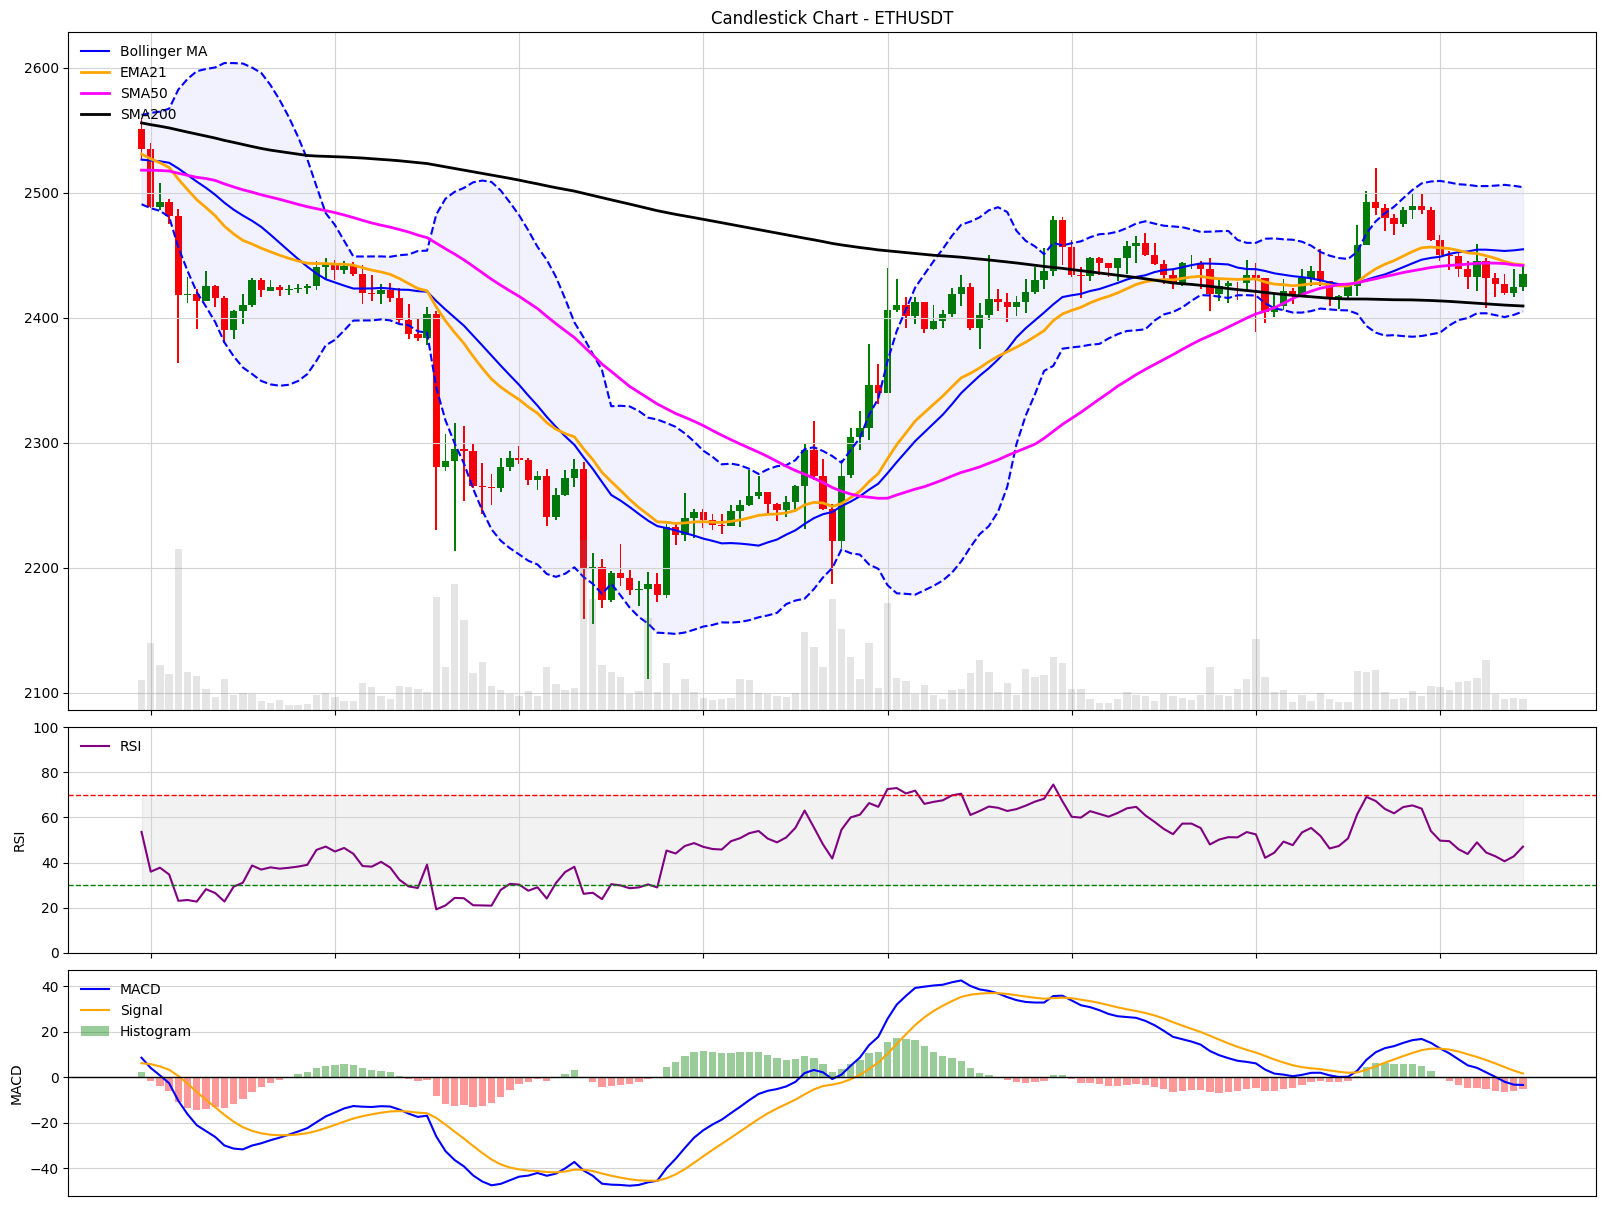 Candlestick Chart - ETHUSDT
Bollinger MA
EMA21
SMA50
SMA200
2600
2500
2400
2300
2200
2100
RSI
100
80
60
40
20
0
RSI
MACD
Signal
Histogram
40
20
0
−20
−40
MACD